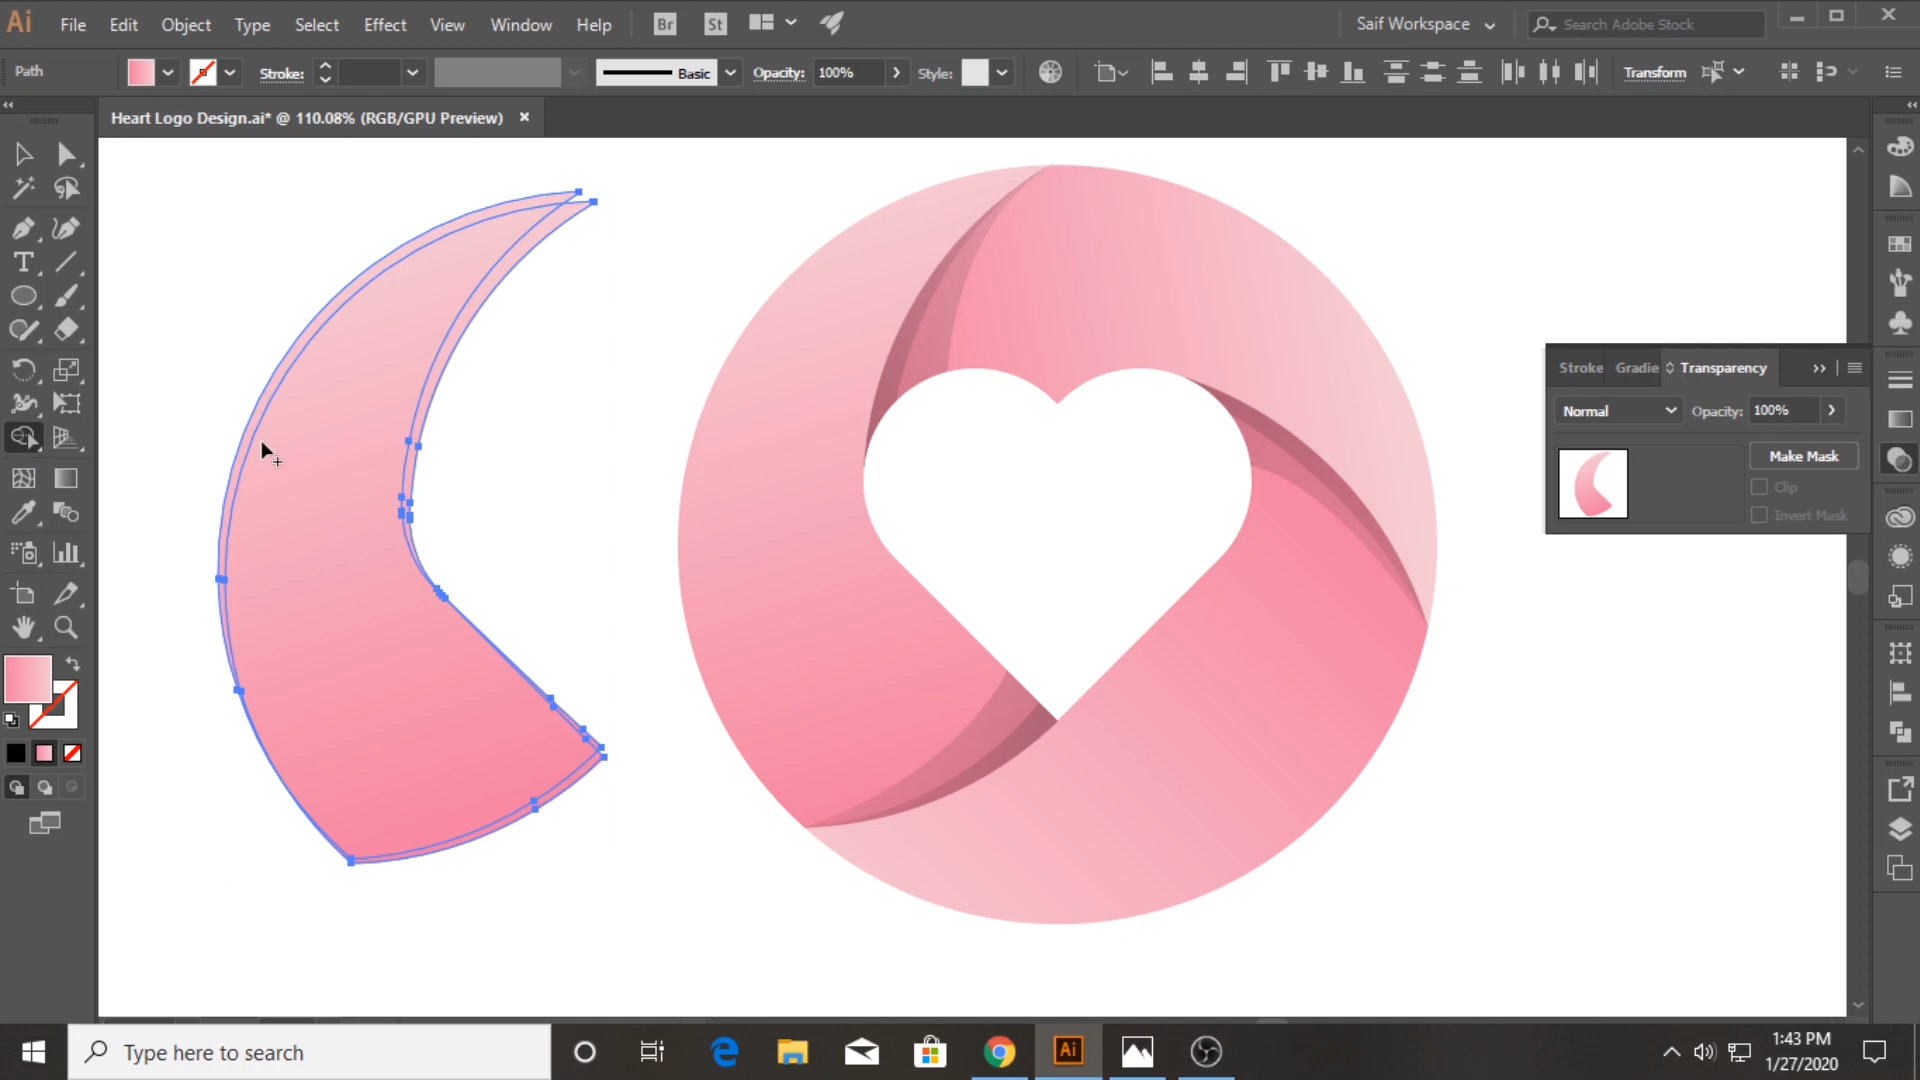 Ai File Edit Object Type Select Effect View Window Help Br St Saif Workspace Search Adobe Stock
Path Stroke: Basic Opacity: 100% Style: Transform
Heart Logo Design.ai* @ 110.08% (RGB/GPU Preview) ×
Stroke Gradie Transparency
Normal Opacity: 100%
Make Mask
Clip
Invert Mask
Type here to search
Ai
1:43 PM
1/27/2020